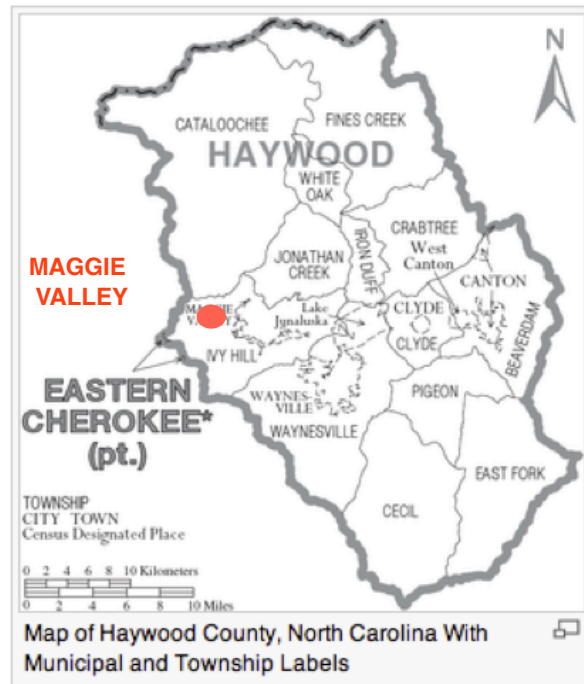 N
CATALOOCHEE
FINES CREEK
HAYWOOD
WHITE
OAK
CRABTREE
IRON DUFF
West
Canton
JONATHAN
CREEK
CANTON
MAGGIE
VALLEY
MAGGIE
VALLEY
Lake
Junaluska
CLYDE
CLYDE
BEAVERDAM
IVY HILL
EASTERN
CHEROKEE*
(pt.)
WAYNES-
VILLE
PIGEON
WAYNESVILLE
EAST FORK
CECIL
TOWNSHIP
CITY TOWN
Census Designated Place
0 2 4 6 8 10 Kilometers
0 2 4 6 8 10 Miles
Map of Haywood County, North Carolina With
Municipal and Township Labels